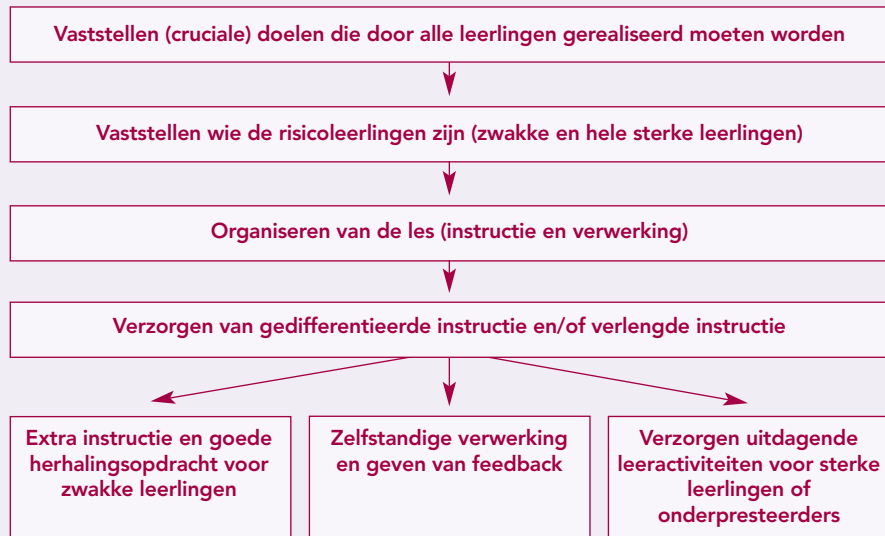 Vaststellen (cruciale) doelen die door alle leerlingen gerealiseerd moeten worden
Vaststellen wie de risicoleerlingen zijn (zwakke en hele sterke leerlingen)
Organiseren van de les (instructie en verwerking)
Verzorgen van gedifferentieerde instructie en/of verlengde instructie
Extra instructie en goede
herhalingsopdracht voor
zwakke leerlingen
Zelfstandige verwerking
en geven van feedback
Verzorgen uitdagende
leeractiviteiten voor sterke
leerlingen of
onderpresteerders